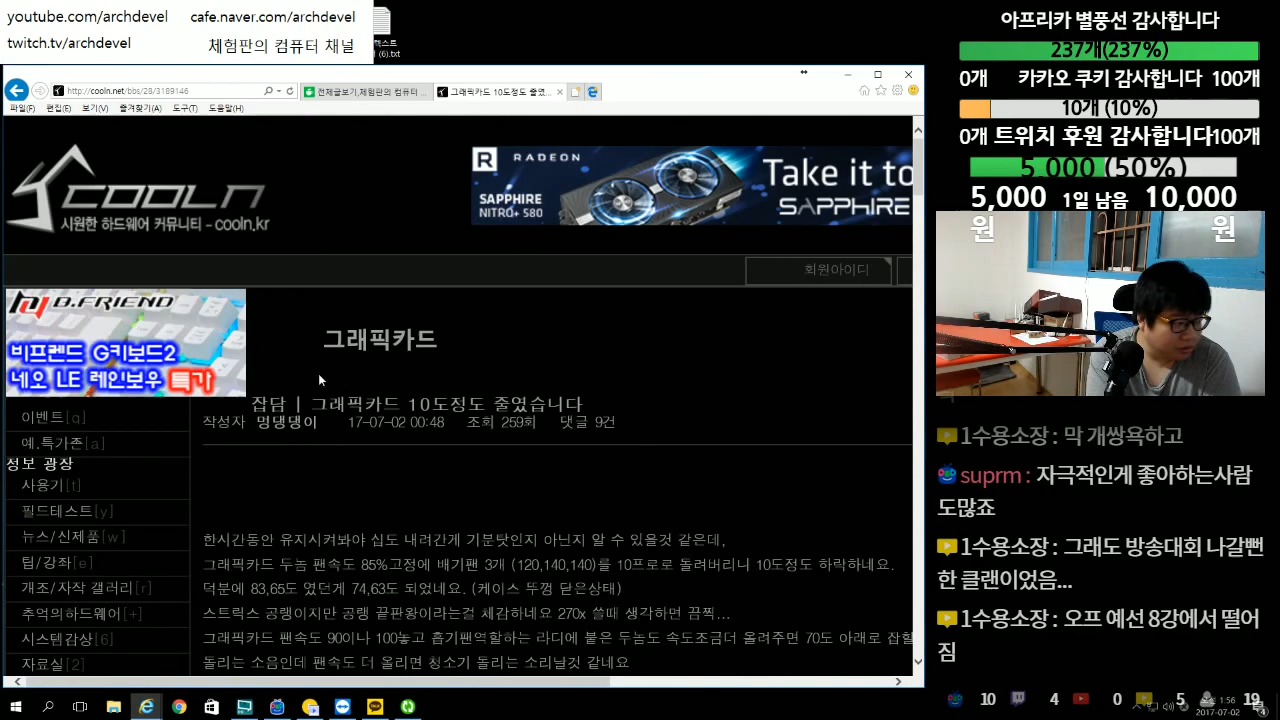 youtube.com/archdevel
cafe.naver.com/archdevel
twitch.tv/archdevel
체험판의 컴퓨터 채널
텍스트
(6).txt
http://cooln.net/bbs/28/3189146
전체글보기,체험판의 컴퓨터 ...
그래픽카드 10도정도 줄였...
파일(F) 편집(E) 보기(V) 즐겨찾기(A) 도구(T) 도움말(H)
COOLN
시원한 하드웨어 커뮤니티 - cooln.kr
RADEON
SAPPHIRE
NITRO+ 580
Take it to
SAPPHIRE
회원아이디
B.FRIEND
비프렌드 G키보드2
네오 LE 레인보우 특가
그래픽카드
잡담 | 그래픽카드 10도정도 줄였습니다
작성자 멍댕댕이 17-07-02 00:48 조회 259회 댓글 9건
이벤트[q]
예.특가존[a]
정보 광장
사용기[t]
필드테스트[y]
뉴스/신제품[w]
팁/강좌[e]
개조/자작 갤러리[r]
추억의하드웨어[+]
시스템감상[6]
자료실[2]
한시간동안 유지시켜봐야 십도 내려간게 기분탓인지 아닌지 알 수 있을것 같은데,
그래픽카드 두놈 팬속도 85%고정에 배기팬 3개 (120,140,140)를 10프로로 돌려버리니 10도정도 하락하네요.
덕분에 83,65도 였던게,74,63도 되었네요. (케이스 뚜껑 닫은상태)
스트릭스 공랭이지만 공랭 끝판왕이라는걸 체감하네요 270x 쓸때 생각하면 끔찍...
그래픽카드 팬속도 90이나 100놓고 흡기팬역할하는 라디에 붙은 두놈도 속도조금더 올려주면 70도 아래로 잡힐
돌리는 소음인데 팬속도 더 올리면 청소기 돌리는 소리날것 같네요
아프리카 별풍선 감사합니다
237개(237%)
0개 카카오 쿠키 감사합니다 100개
10개 (10%)
0개 트위치 후원 감사합니다100개
5,000 (50%)
5,000원 1일 남음 10,000원
1수용소장 : 막 개쌍욕하고
suprm : 자극적인게 좋아하는사람
도많죠
1수용소장 : 그래도 방송대회 나갈뻔
한 클랜이었음...
1수용소장 : 오프 예선 8강에서 떨어
짐
10 4 0 5 19
1:56
2017-07-02